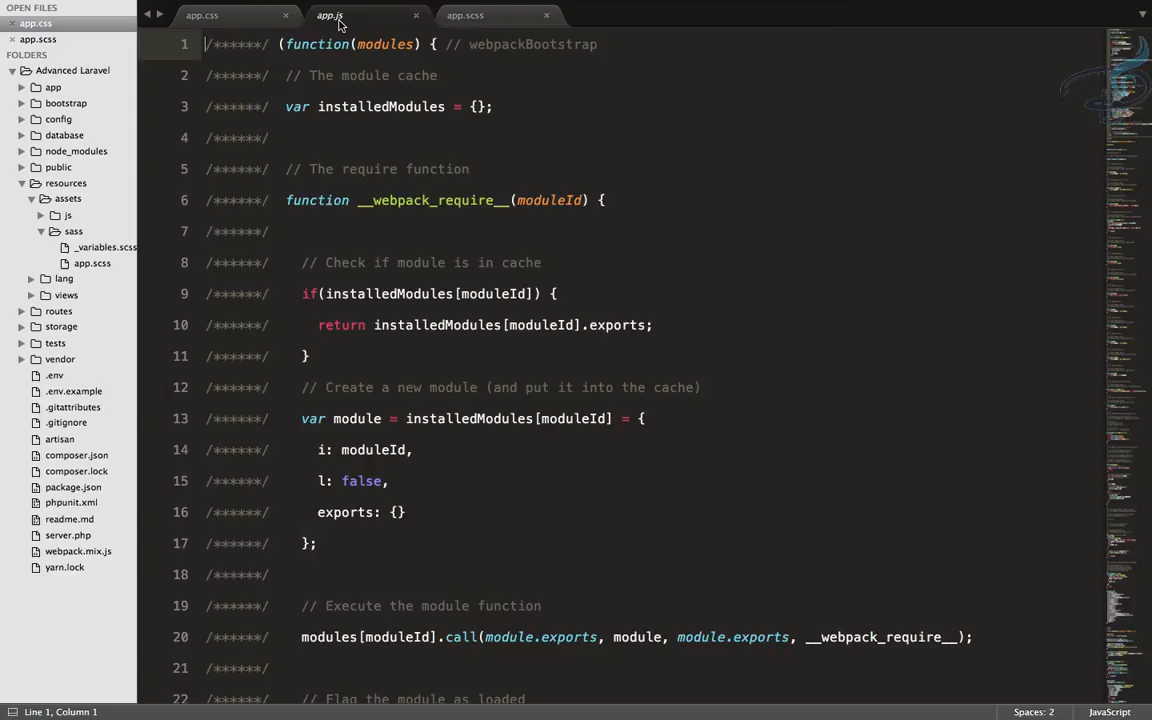 OPEN FILES
app.css
app.scss
FOLDERS
Advanced Laravel
app
bootstrap
config
database
node_modules
public
resources
assets
js
sass
_variables.scss
app.scss
lang
views
routes
storage
tests
vendor
.env
.env.example
.gitattributes
.gitignore
artisan
composer.json
composer.lock
package.json
phpunit.xml
readme.md
server.php
webpack.mix.js
yarn.lock
app.css × app.js × app.scss ×
1 /******/ (function(modules) { // webpackBootstrap
2 /******/ // The module cache
3 /******/ var installedModules = {};
4 /******/
5 /******/ // The require function
6 /******/ function __webpack_require__(moduleId) {
7 /******/
8 /******/ // Check if module is in cache
9 /******/ if(installedModules[moduleId]) {
10 /******/ return installedModules[moduleId].exports;
11 /******/ }
12 /******/ // Create a new module (and put it into the cache)
13 /******/ var module = installedModules[moduleId] = {
14 /******/ i: moduleId,
15 /******/ l: false,
16 /******/ exports: {}
17 /******/ };
18 /******/
19 /******/ // Execute the module function
20 /******/ modules[moduleId].call(module.exports, module, module.exports, __webpack_require__);
21 /******/
22 /******/ // Flag the module as loaded
Line 1, Column 1
Spaces: 2
JavaScript